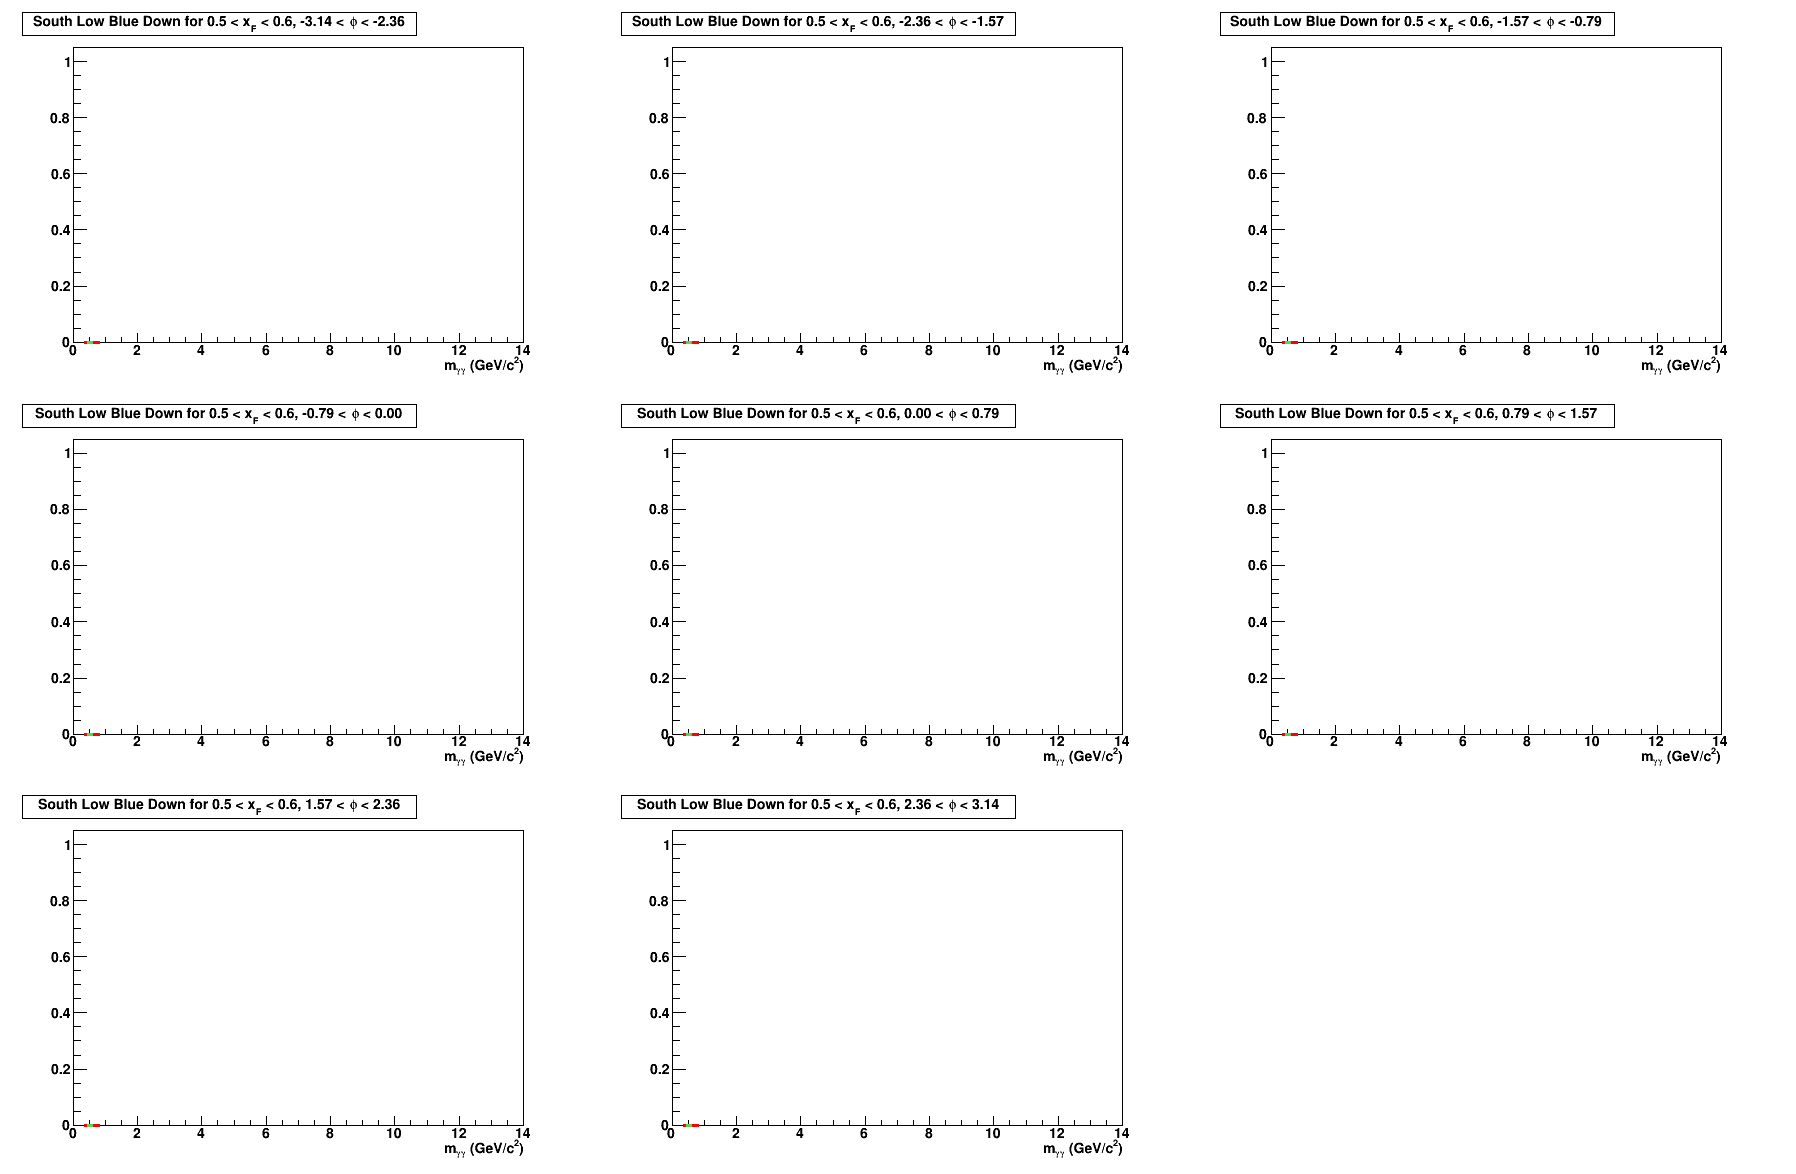 South Low Blue Down for 0.5 < x_F < 0.6, -3.14 < ϕ < -2.36
1
0.8
0.6
0.4
0.2
0
0 2 4 6 8 10 12 14
m_γγ (GeV/c²)
South Low Blue Down for 0.5 < x_F < 0.6, -2.36 < ϕ < -1.57
1
0.8
0.6
0.4
0.2
0
0 2 4 6 8 10 12 14
m_γγ (GeV/c²)
South Low Blue Down for 0.5 < x_F < 0.6, -1.57 < ϕ < -0.79
1
0.8
0.6
0.4
0.2
0
0 2 4 6 8 10 12 14
m_γγ (GeV/c²)
South Low Blue Down for 0.5 < x_F < 0.6, -0.79 < ϕ < 0.00
1
0.8
0.6
0.4
0.2
0
0 2 4 6 8 10 12 14
m_γγ (GeV/c²)
South Low Blue Down for 0.5 < x_F < 0.6, 0.00 < ϕ < 0.79
1
0.8
0.6
0.4
0.2
0
0 2 4 6 8 10 12 14
m_γγ (GeV/c²)
South Low Blue Down for 0.5 < x_F < 0.6, 0.79 < ϕ < 1.57
1
0.8
0.6
0.4
0.2
0
0 2 4 6 8 10 12 14
m_γγ (GeV/c²)
South Low Blue Down for 0.5 < x_F < 0.6, 1.57 < ϕ < 2.36
1
0.8
0.6
0.4
0.2
0
0 2 4 6 8 10 12 14
m_γγ (GeV/c²)
South Low Blue Down for 0.5 < x_F < 0.6, 2.36 < ϕ < 3.14
1
0.8
0.6
0.4
0.2
0
0 2 4 6 8 10 12 14
m_γγ (GeV/c²)